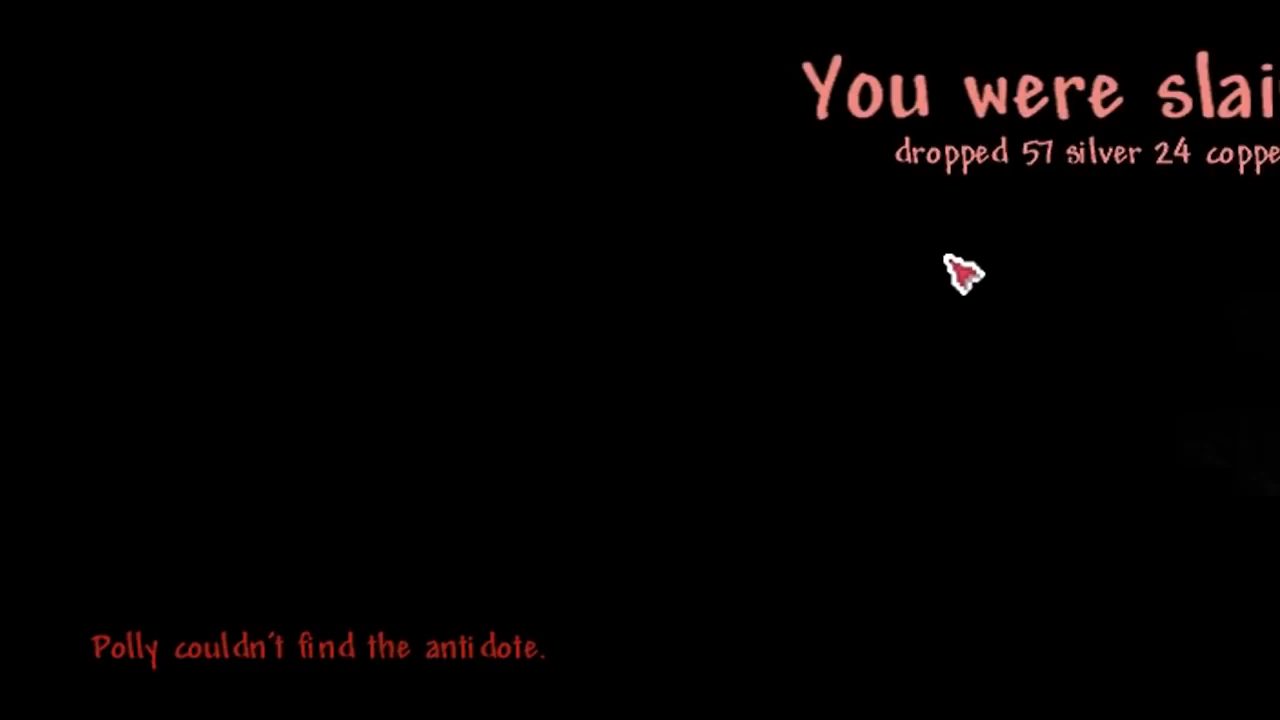 You were slai
dropped 57 silver 24 coppe
Polly couldn't find the antidote.